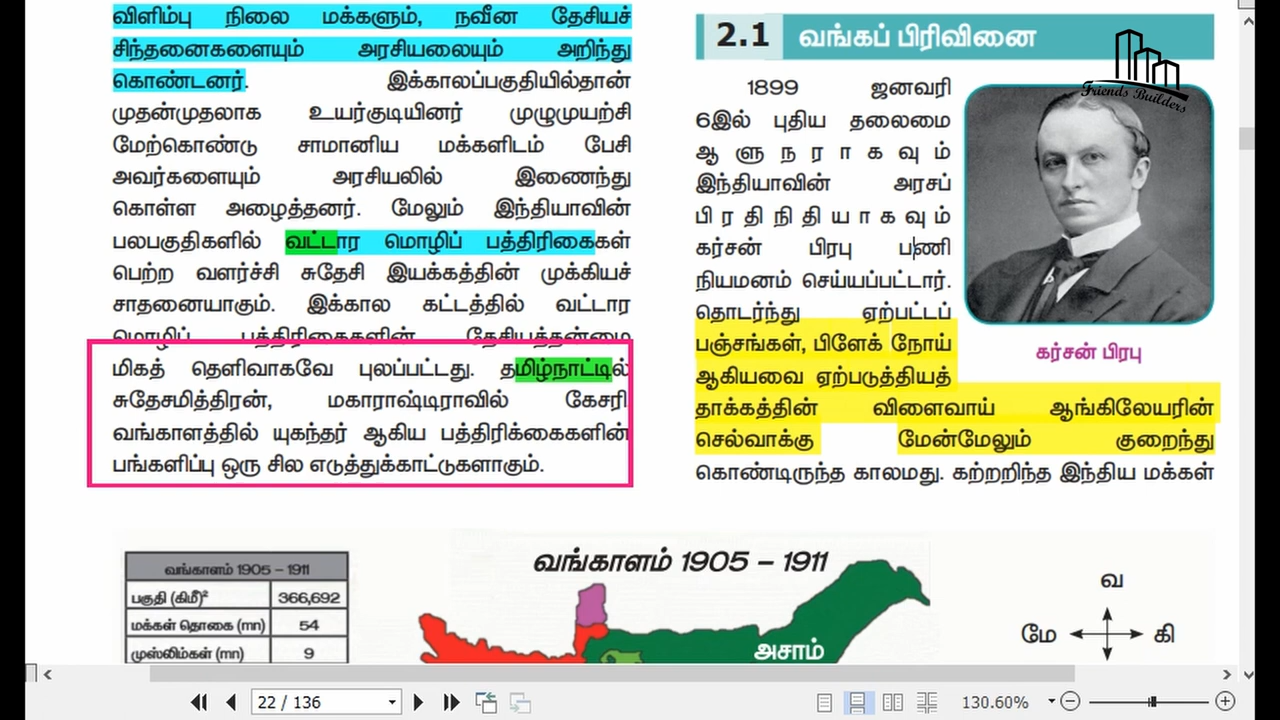 விளிம்பு நிலை மக்களும், நவீன தேசியச்
சிந்தனைகளையும் அரசியலையும் அறிந்து
கொண்டனர். இக்காலப்பகுதியில்தான்
முதன்முதலாக உயர்குடியினர் முழுமுயற்சி
மேற்கொண்டு சாமானிய மக்களிடம் பேசி
அவர்களையும் அரசியலில் இணைந்து
கொள்ள அழைத்தனர். மேலும் இந்தியாவின்
பலபகுதிகளில் வட்டார மொழிப் பத்திரிகைகள்
பெற்ற வளர்ச்சி சுதேசி இயக்கத்தின் முக்கியச்
சாதனையாகும். இக்கால கட்டத்தில் வட்டார
மொழிப் பத்திரிகைகளின் தேசியத்தன்மை
மிகத் தெளிவாகவே புலப்பட்டது. தமிழ்நாட்டில்
சுதேசமித்திரன், மகாராஷ்டிராவில் கேசரி
வங்காளத்தில் யுகந்தர் ஆகிய பத்திரிக்கைகளின்
பங்களிப்பு ஒரு சில எடுத்துக்காட்டுகளாகும்.
2.1 வங்கப் பிரிவினை
Friends Builders
1899 ஜனவரி
6இல் புதிய தலைமை
ஆளுநராகவும்
இந்தியாவின் அரசப்
பிரதிநிதியாகவும்
கர்சன் பிரபு பணி
நியமனம் செய்யப்பட்டார்.
தொடர்ந்து ஏற்பட்டப்
பஞ்சங்கள், பிளேக் நோய்
ஆகியவை ஏற்படுத்தியத்
தாக்கத்தின் விளைவாய் ஆங்கிலேயரின்
செல்வாக்கு மேன்மேலும் குறைந்து
கொண்டிருந்த காலமது. கற்றறிந்த இந்திய மக்கள்
கர்சன் பிரபு
வங்காளம் 1905 – 1911
பகுதி (கிமீ)² 366,692
மக்கள் தொகை (mn) 54
முஸ்லிம்கள் (mn) 9
வங்காளம் 1905 – 1911
அசாம்
வ
மே கி
22 / 136
130.60%